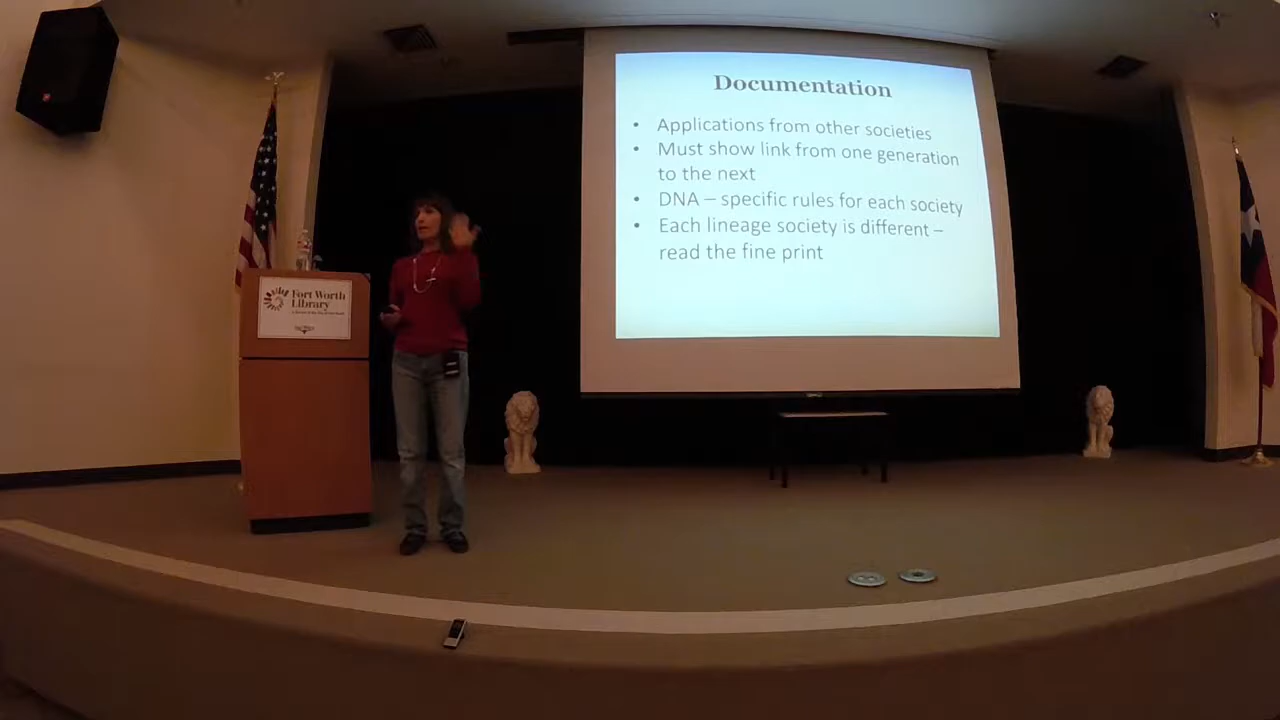 Documentation
• Applications from other societies
• Must show link from one generation
to the next
• DNA – specific rules for each society
• Each lineage society is different –
read the fine print
Fort Worth
Library